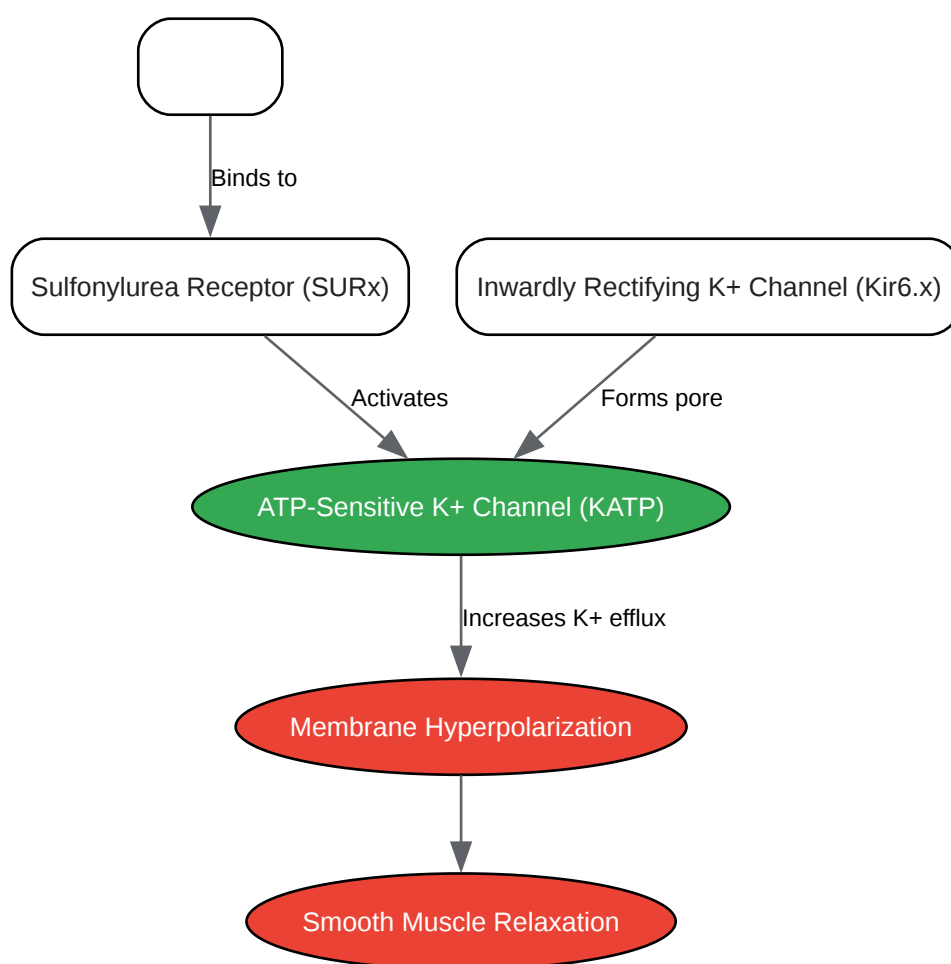 Binds to
Sulfonylurea Receptor (SURx)
Inwardly Rectifying K+ Channel (Kir6.x)
Activates
Forms pore
ATP-Sensitive K+ Channel (KATP)
Increases K+ efflux
Membrane Hyperpolarization
Smooth Muscle Relaxation